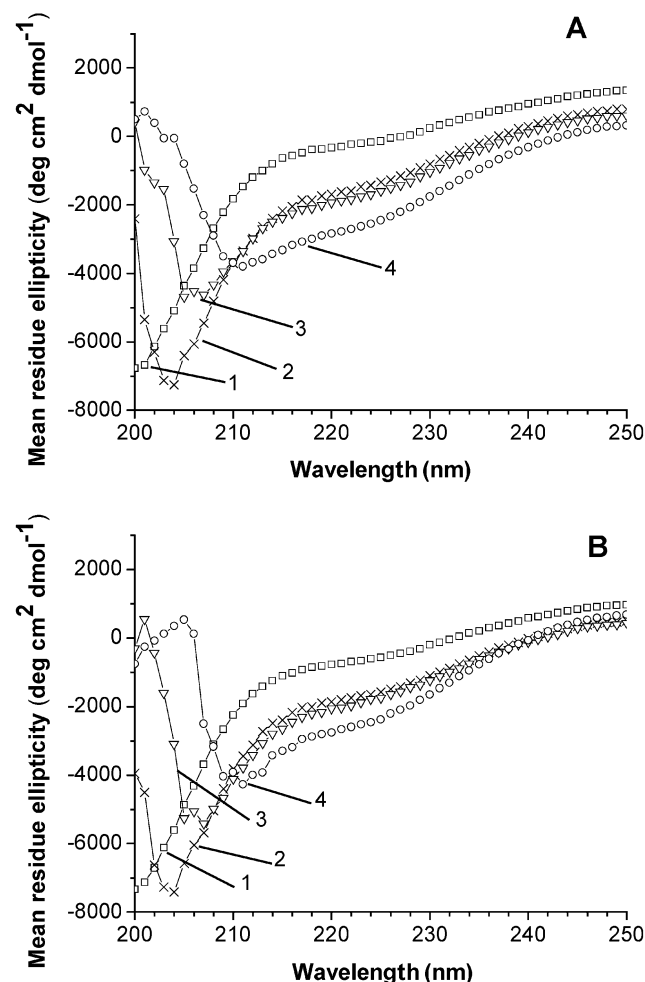 A
Mean residue ellipticity (deg cm² dmol⁻¹)
2000
0
-2000
-4000
-6000
-8000
4
3
2
1
200 210 220 230 240 250
Wavelength (nm)
B
Mean residue ellipticity (deg cm² dmol⁻¹)
2000
0
-2000
-4000
-6000
-8000
4
3
2
1
200 210 220 230 240 250
Wavelength (nm)